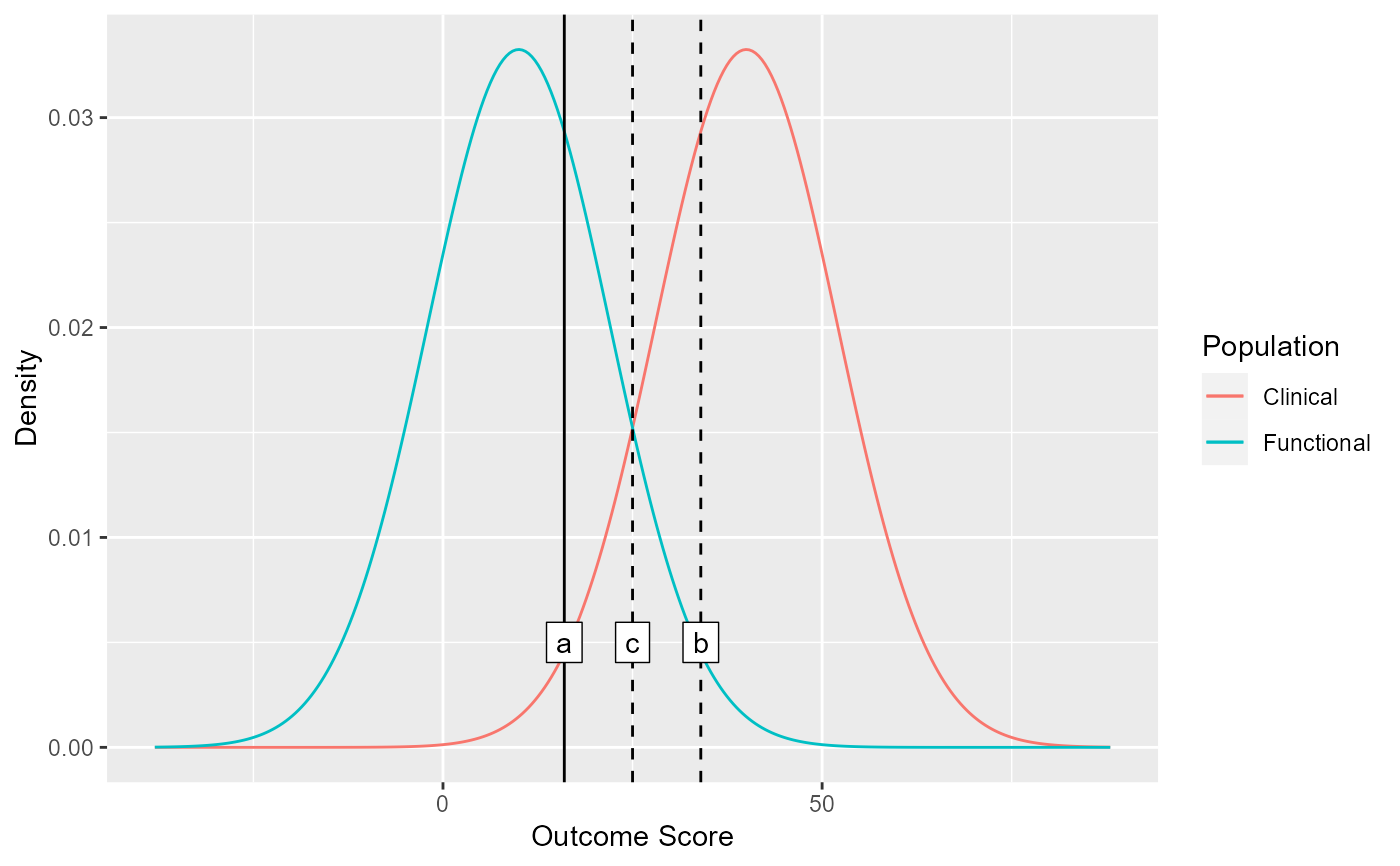 0.03
0.02
0.01
0.00
Density
a
c
b
0
50
Outcome Score
Population
Clinical
Functional